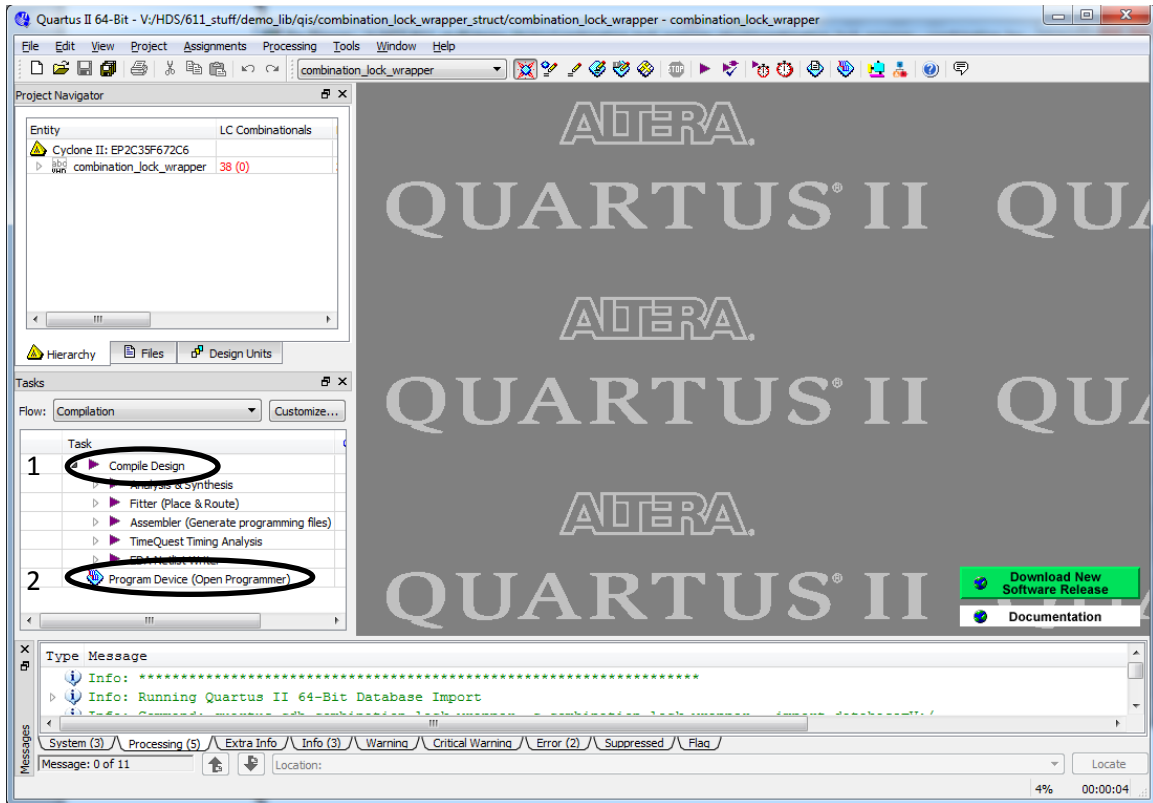 Quartus II 64-Bit - V:/HDS/611_stuff/demo_lib/qis/combination_lock_wrapper_struct/combination_lock_wrapper - combination_lock_wrapper
File Edit View Project Assignments Processing Tools Window Help
combination_lock_wrapper
Project Navigator
Entity LC Combinationals
Cyclone II: EP2C35F672C6
combination_lock_wrapper 38 (0)
Hierarchy Files Design Units
Tasks
Flow: Compilation Customize...
Task
1 Compile Design
Analysis & Synthesis
Fitter (Place & Route)
Assembler (Generate programming files)
TimeQuest Timing Analysis
EDA Netlist Writer
2 Program Device (Open Programmer)
ALTERA.
QUARTUS® II QU
ALTERA.
QUARTUS® II QU
ALTERA.
QUARTUS® II
Download New
Software Release
Documentation
Type Message
Info: *******************************************************************
Info: Running Quartus II 64-Bit Database Import
System (3) Processing (5) Extra Info Info (3) Warning Critical Warning Error (2) Suppressed Flag
Messages
Message: 0 of 11 Location: Locate
4% 00:00:04